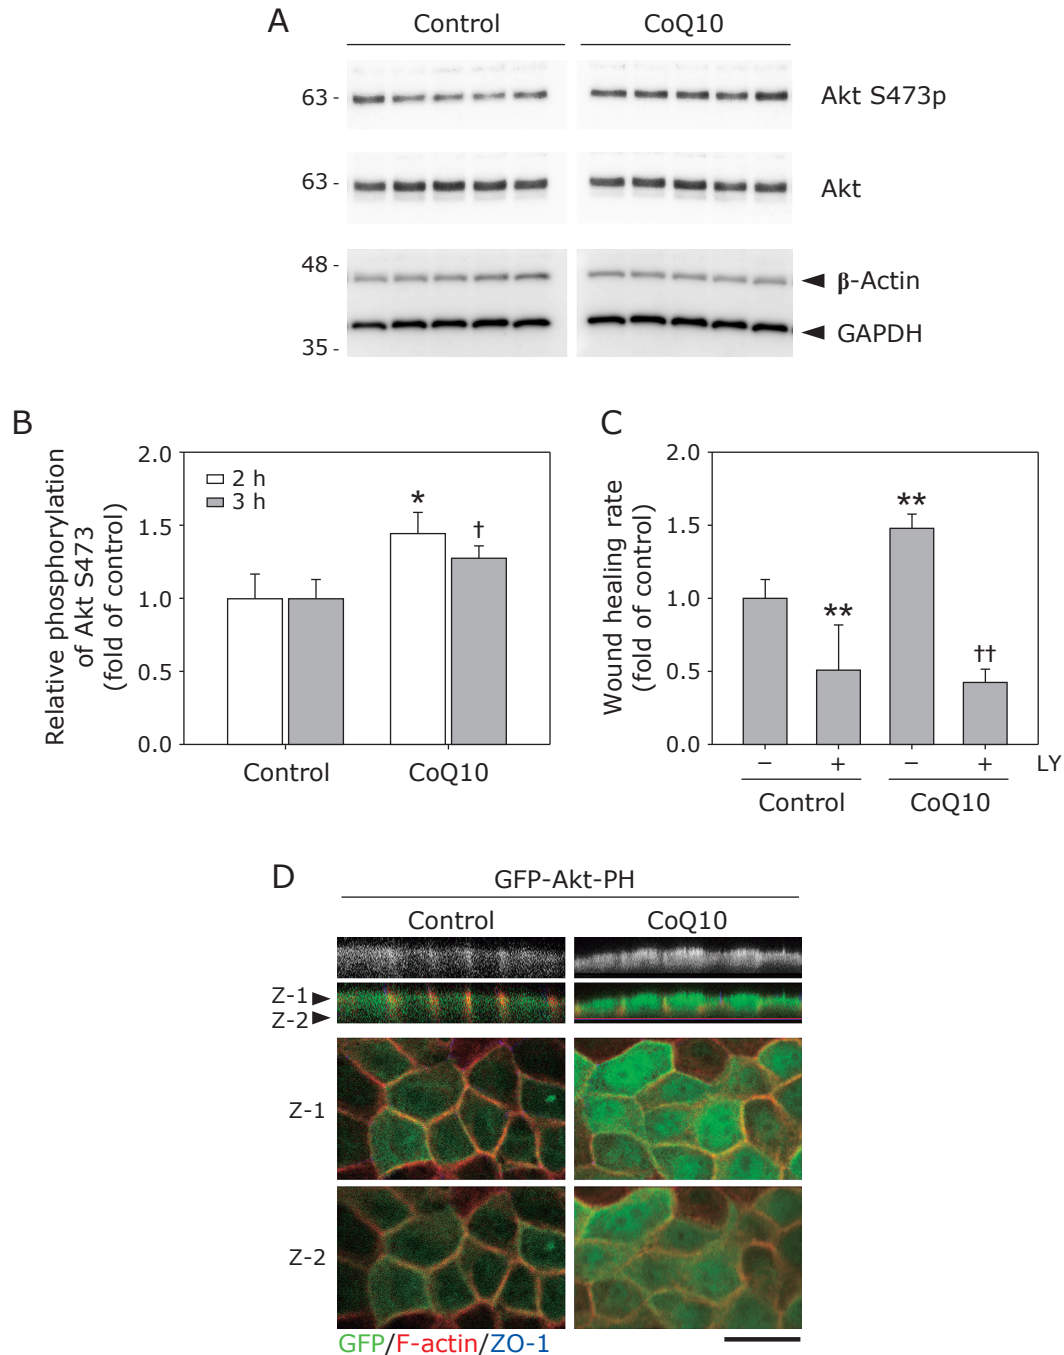 A
Control CoQ10
63 - Akt S473p
63 - Akt
48 - β-Actin
GAPDH
35 -
B
Relative phosphorylation
of Akt S473
(fold of control)
2.0
1.5
1.0
0.5
0.0
2 h
3 h
*
†
Control CoQ10
C
Wound healing rate
(fold of control)
2.0
1.5
1.0
0.5
0.0
**
**
††
− + − + LY
Control CoQ10
D
GFP-Akt-PH
Control CoQ10
Z-1
Z-2
Z-1
Z-2
GFP/F-actin/ZO-1